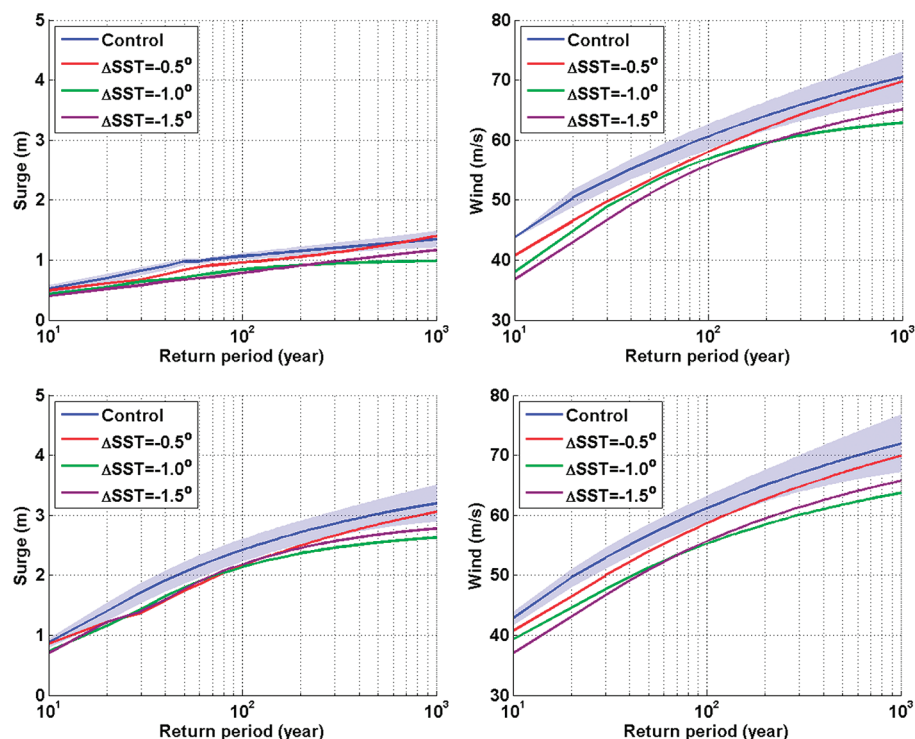 5
4
3
2
1
0
Surge (m)
Control
ΔSST=-0.5°
ΔSST=-1.0°
ΔSST=-1.5°
10¹ 10² 10³
Return period (year)
80
70
60
50
40
30
Wind (m/s)
Control
ΔSST=-0.5°
ΔSST=-1.0°
ΔSST=-1.5°
10¹ 10² 10³
Return period (year)
5
4
3
2
1
0
Surge (m)
Control
ΔSST=-0.5°
ΔSST=-1.0°
ΔSST=-1.5°
10¹ 10² 10³
Return period (year)
80
70
60
50
40
30
Wind (m/s)
Control
ΔSST=-0.5°
ΔSST=-1.0°
ΔSST=-1.5°
10¹ 10² 10³
Return period (year)